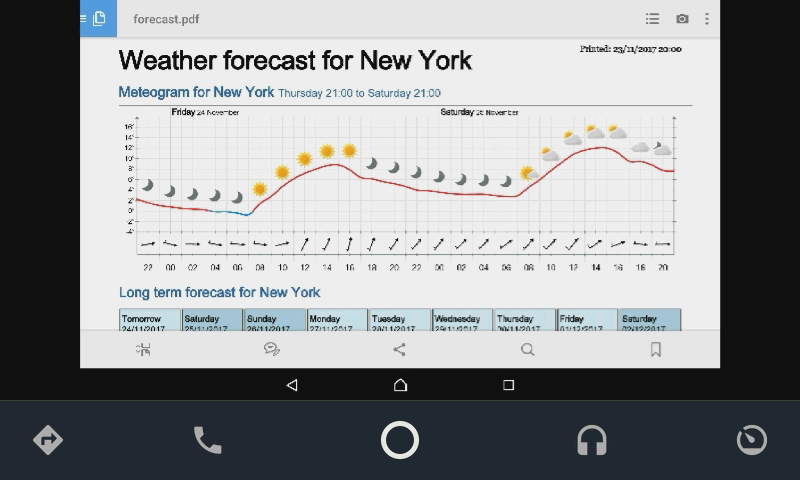 forecast.pdf
Weather forecast for New York
Printed: 23/11/2017 20:00
Meteogram for New York Thursday 21:00 to Saturday 21:00
Friday 24 November
Saturday 25 November
16°
14°
12°
10°
8°
6°
4°
2°
0°
-2°
-4°
22 00 02 04 06 08 10 12 14 16 18 20 22 00 02 04 06 08 10 12 14 16 18 20
Long term forecast for New York
Tomorrow Saturday Sunday Monday Tuesday Wednesday Thursday Friday Saturday
24/11/2017 25/11/2017 26/11/2017 27/11/2017 28/11/2017 29/11/2017 30/11/2017 01/12/2017 02/12/2017